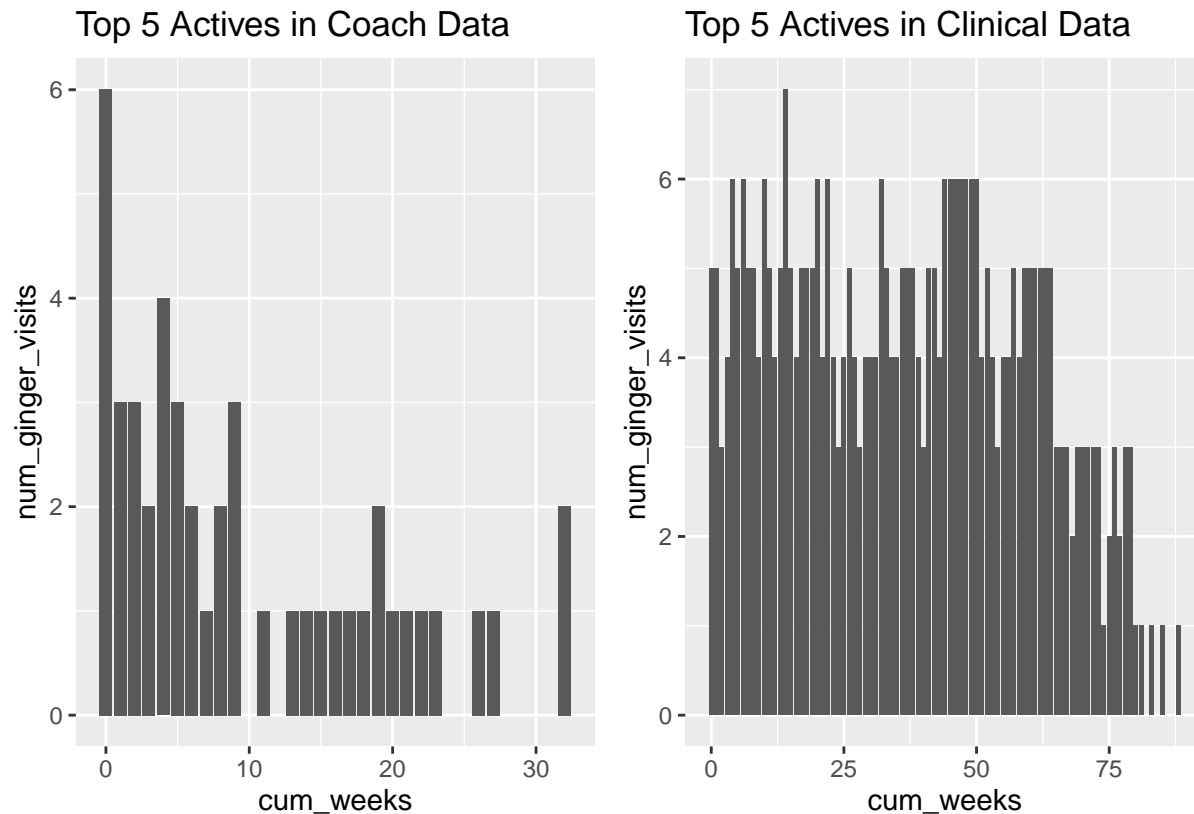 Top 5 Actives in Coach Data
6
4
2
0
num_ginger_visits
0 10 20 30
cum_weeks
Top 5 Actives in Clinical Data
6
4
2
0
num_ginger_visits
0 25 50 75
cum_weeks